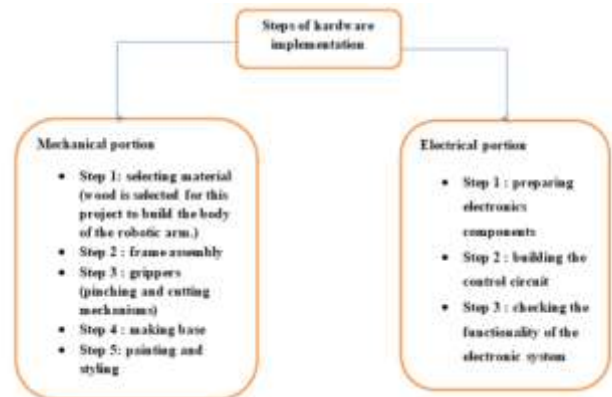 Steps of hardware
implementation
Mechanical portion
• Step 1: selecting material
(wood is selected for this
project to build the body
of the robotic arm.)
• Step 2 : frame assembly
• Step 3 : grippers
(pinching and cutting
mechanisms)
• Step 4 : making base
• Step 5: painting and
styling
Electrical portion
• Step 1 : preparing
electronics
components
• Step 2 : building the
control circuit
• Step 3 : checking the
functionality of the
electronic system